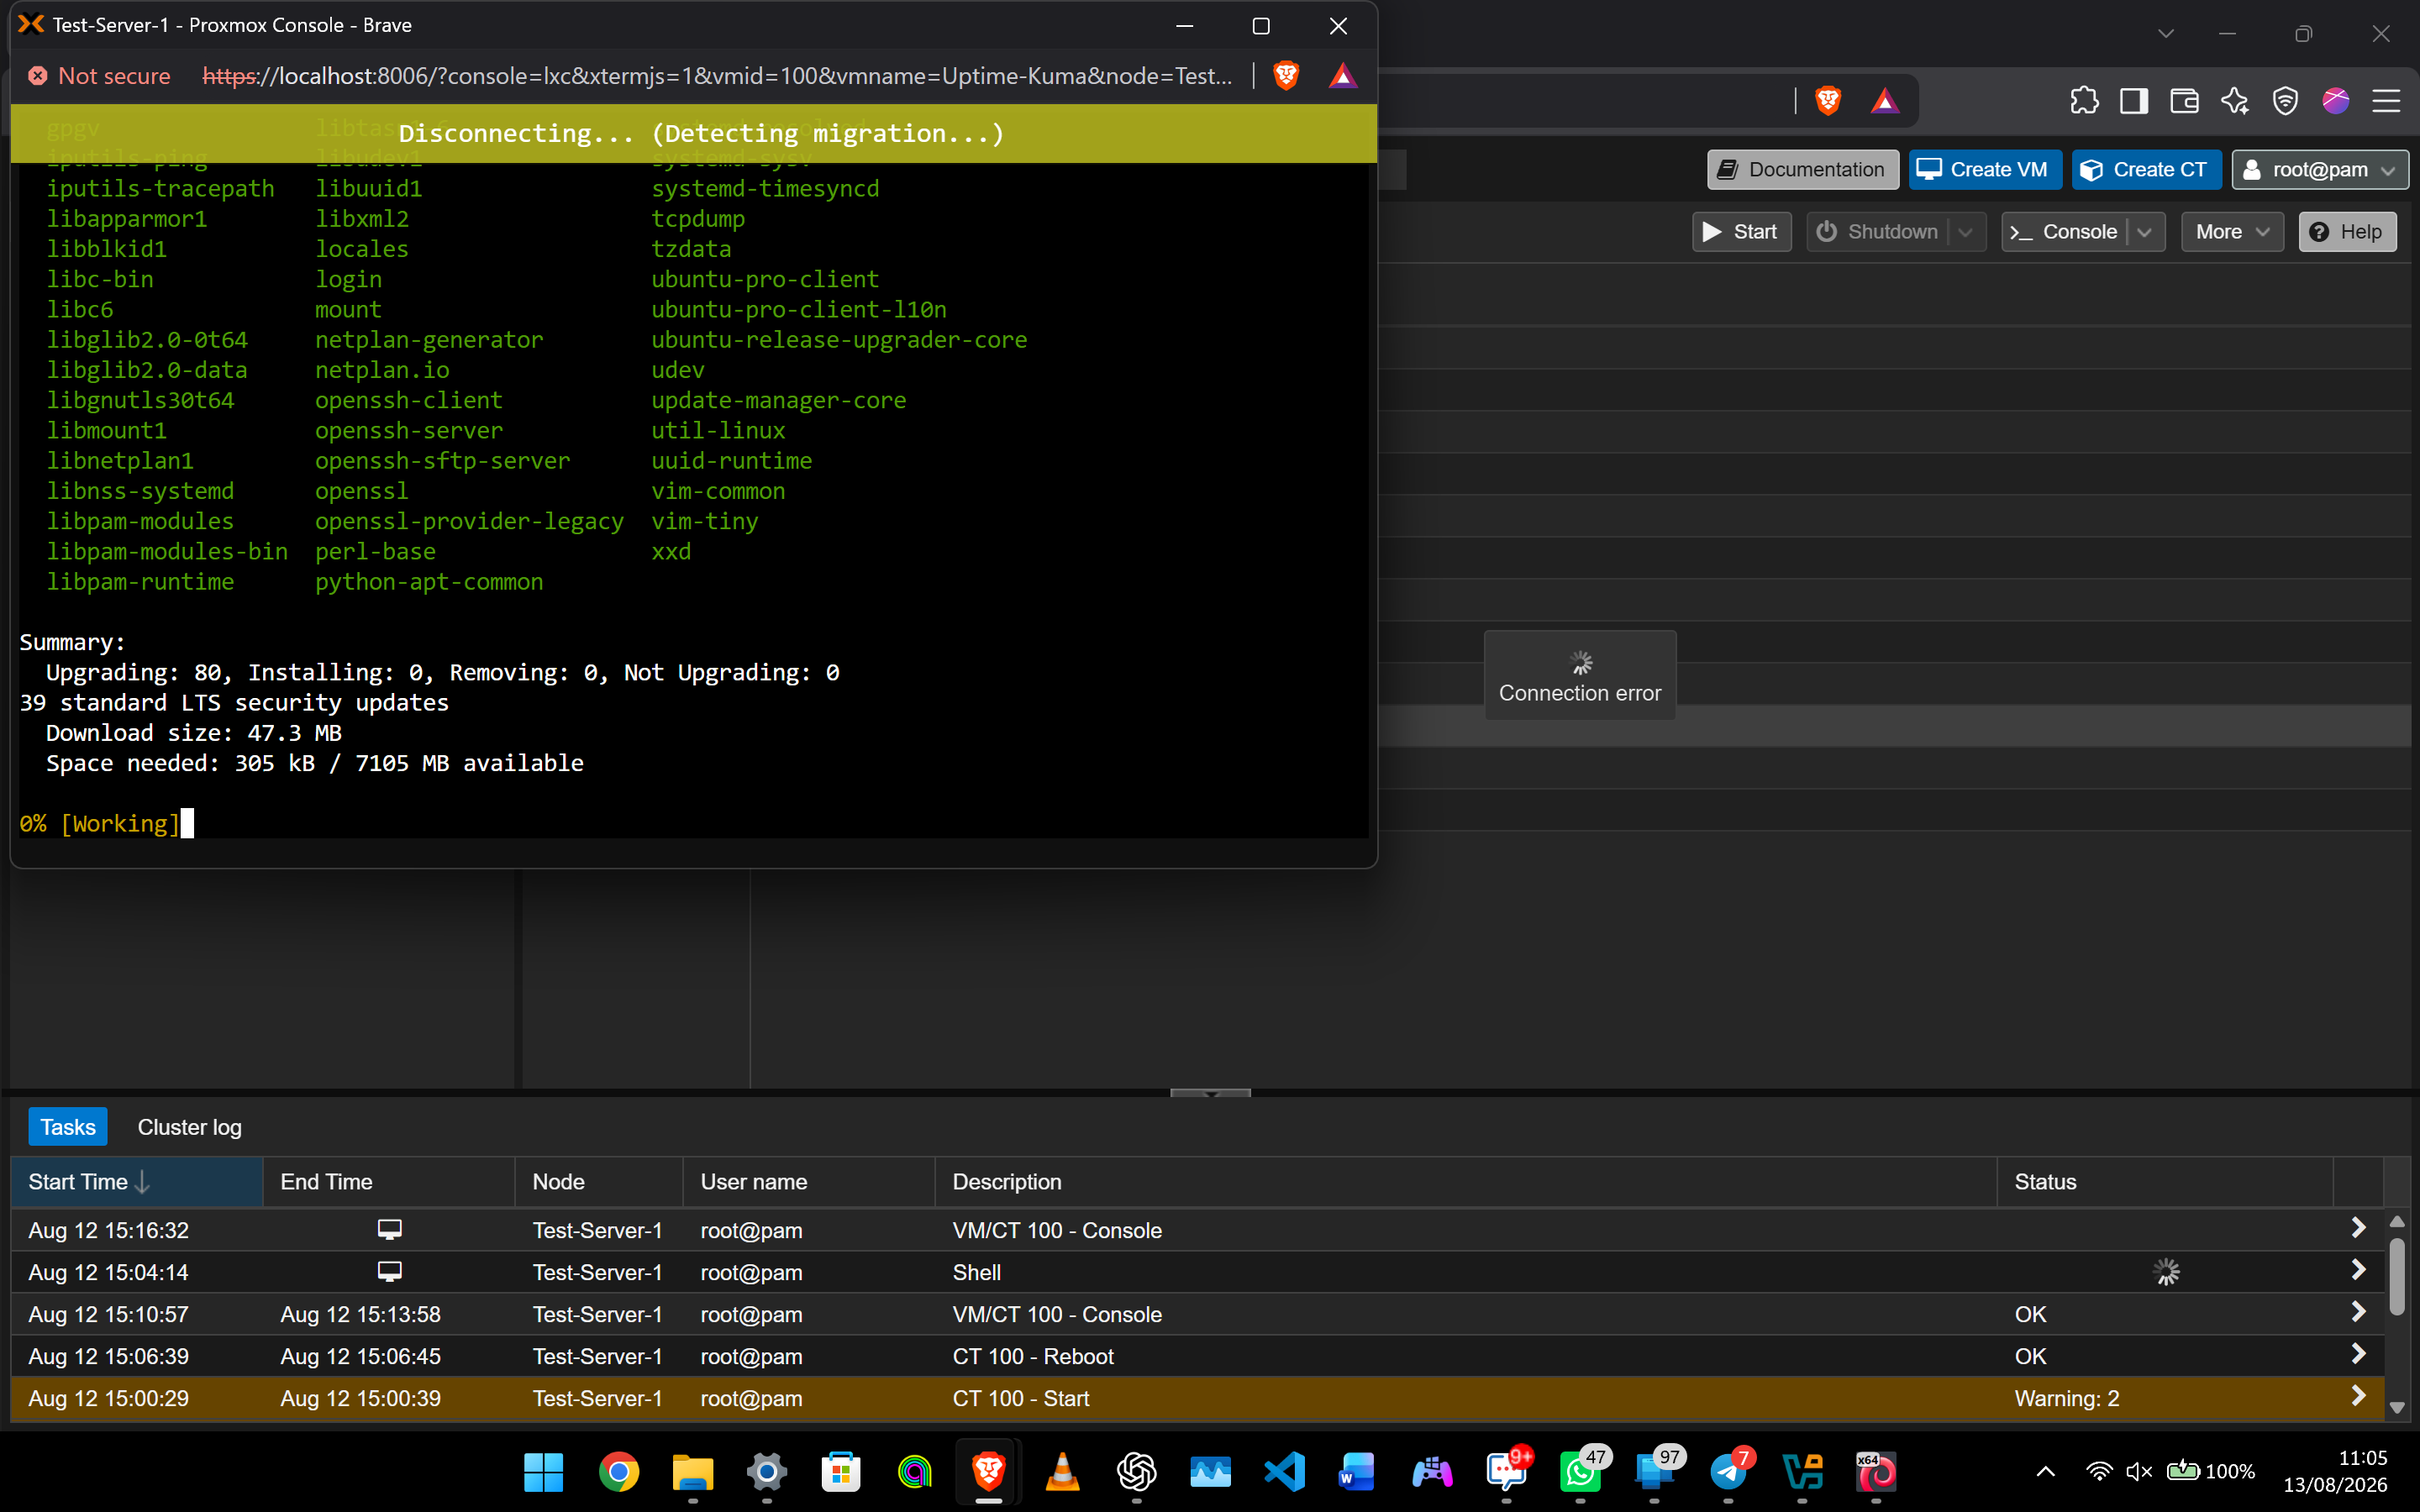 Test-Server-1 - Proxmox Console - Brave
Not secure https://localhost:8006/?console=lxc&xtermjs=1&vmid=100&vmname=Uptime-Kuma&node=Test...
gpgv
Disconnecting... (Detecting migration...)
iputils-ping libudev1 systemd-sysv
iputils-tracepath libuuid1 systemd-timesyncd
libapparmor1 libxml2 tcpdump
libblkid1 locales tzdata
libc-bin login ubuntu-pro-client
libc6 mount ubuntu-pro-client-l10n
libglib2.0-0t64 netplan-generator ubuntu-release-upgrader-core
libglib2.0-data netplan.io udev
libgnutls30t64 openssh-client update-manager-core
libmount1 openssh-server util-linux
libnetplan1 openssh-sftp-server uuid-runtime
libnss-systemd openssl vim-common
libpam-modules openssl-provider-legacy vim-tiny
libpam-modules-bin perl-base xxd
libpam-runtime python-apt-common
Summary:
Upgrading: 80, Installing: 0, Removing: 0, Not Upgrading: 0
39 standard LTS security updates
Download size: 47.3 MB
Space needed: 305 kB / 7105 MB available
0% [Working]
Documentation Create VM Create CT root@pam
Start Shutdown Console More Help
Connection error
Tasks Cluster log
Start Time End Time Node User name Description Status
Aug 12 15:16:32 Test-Server-1 root@pam VM/CT 100 - Console
Aug 12 15:04:14 Test-Server-1 root@pam Shell
Aug 12 15:10:57 Aug 12 15:13:58 Test-Server-1 root@pam VM/CT 100 - Console OK
Aug 12 15:06:39 Aug 12 15:06:45 Test-Server-1 root@pam CT 100 - Reboot OK
Aug 12 15:00:29 Aug 12 15:00:39 Test-Server-1 root@pam CT 100 - Start Warning: 2
W 9+ 47 97 7 x64
100% 11:05
13/08/2026